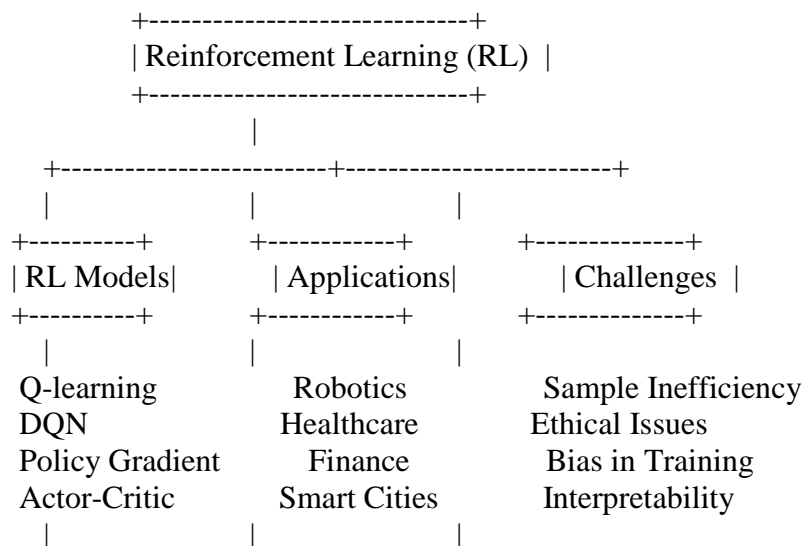 +------------------------------+
| Reinforcement Learning (RL) |
+------------------------------+
|
+-------------------------+-------------------------+
| | |
+----------+ +------------+ +--------------+
| RL Models| | Applications| | Challenges |
+----------+ +------------+ +--------------+
| | |
Q-learning Robotics Sample Inefficiency
DQN Healthcare Ethical Issues
Policy Gradient Finance Bias in Training
Actor-Critic Smart Cities Interpretability
| | |